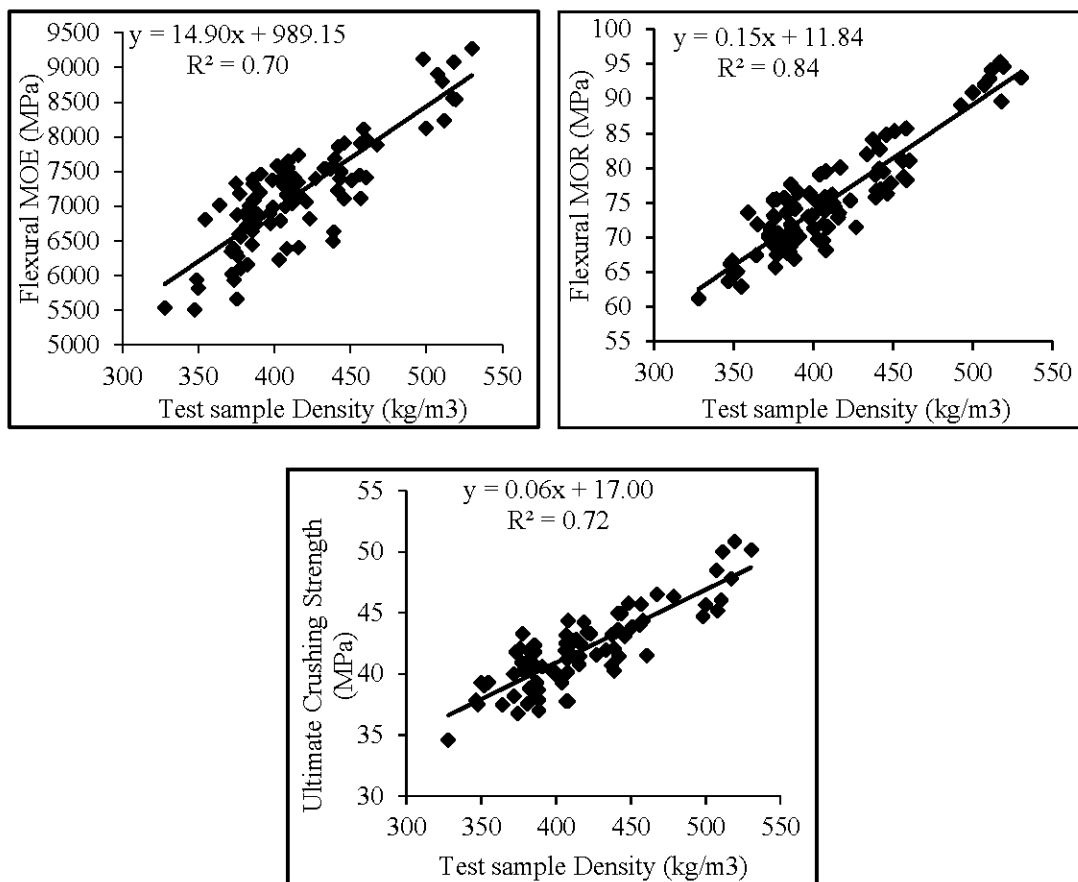 y = 14.90x + 989.15
R² = 0.70
Flexural MOE (MPa)
9500
9000
8500
8000
7500
7000
6500
6000
5500
5000
300 350 400 450 500 550
Test sample Density (kg/m3)
y = 0.15x + 11.84
R² = 0.84
Flexural MOR (MPa)
100
95
90
85
80
75
70
65
60
55
300 350 400 450 500 550
Test sample Density (kg/m3)
y = 0.06x + 17.00
R² = 0.72
Ultimate Crushing Strength
(MPa)
55
50
45
40
35
30
300 350 400 450 500 550
Test sample Density (kg/m3)